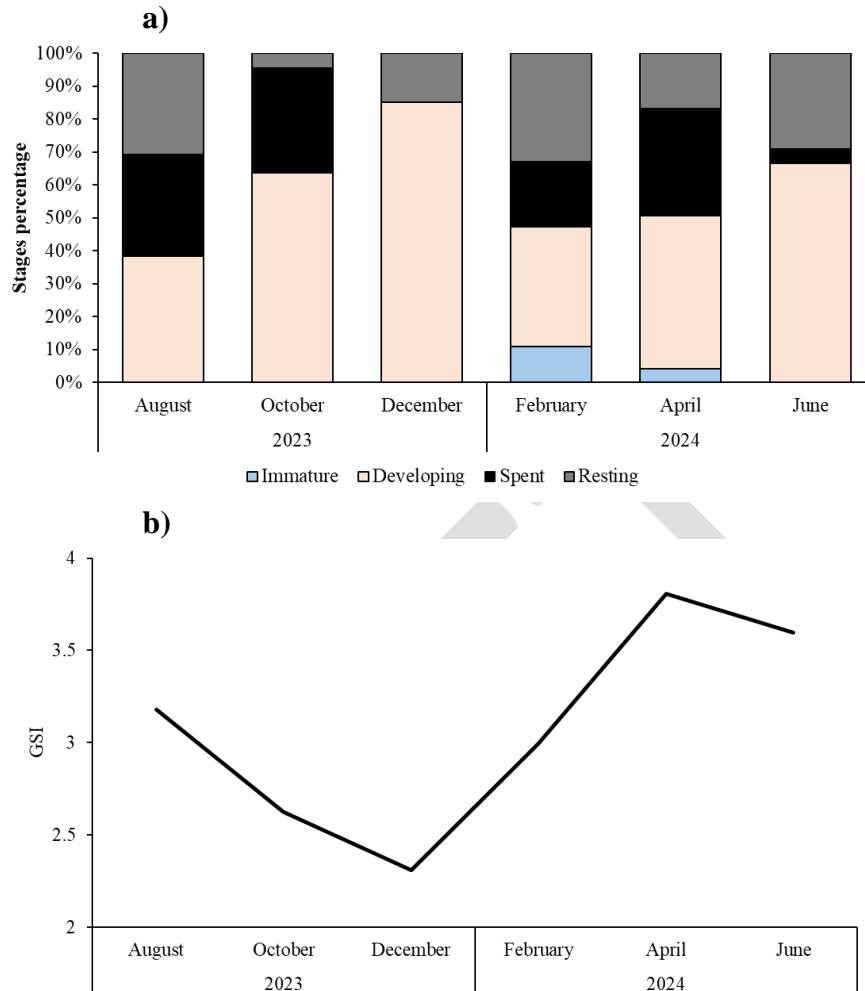 a)
100%
90%
80%
70%
60%
50%
40%
30%
20%
10%
0%
Stages percentage
August October December February April June
2023 2024
Immature Developing Spent Resting
b)
4
3.5
3
2.5
2
GSI
August October December February April June
2023 2024